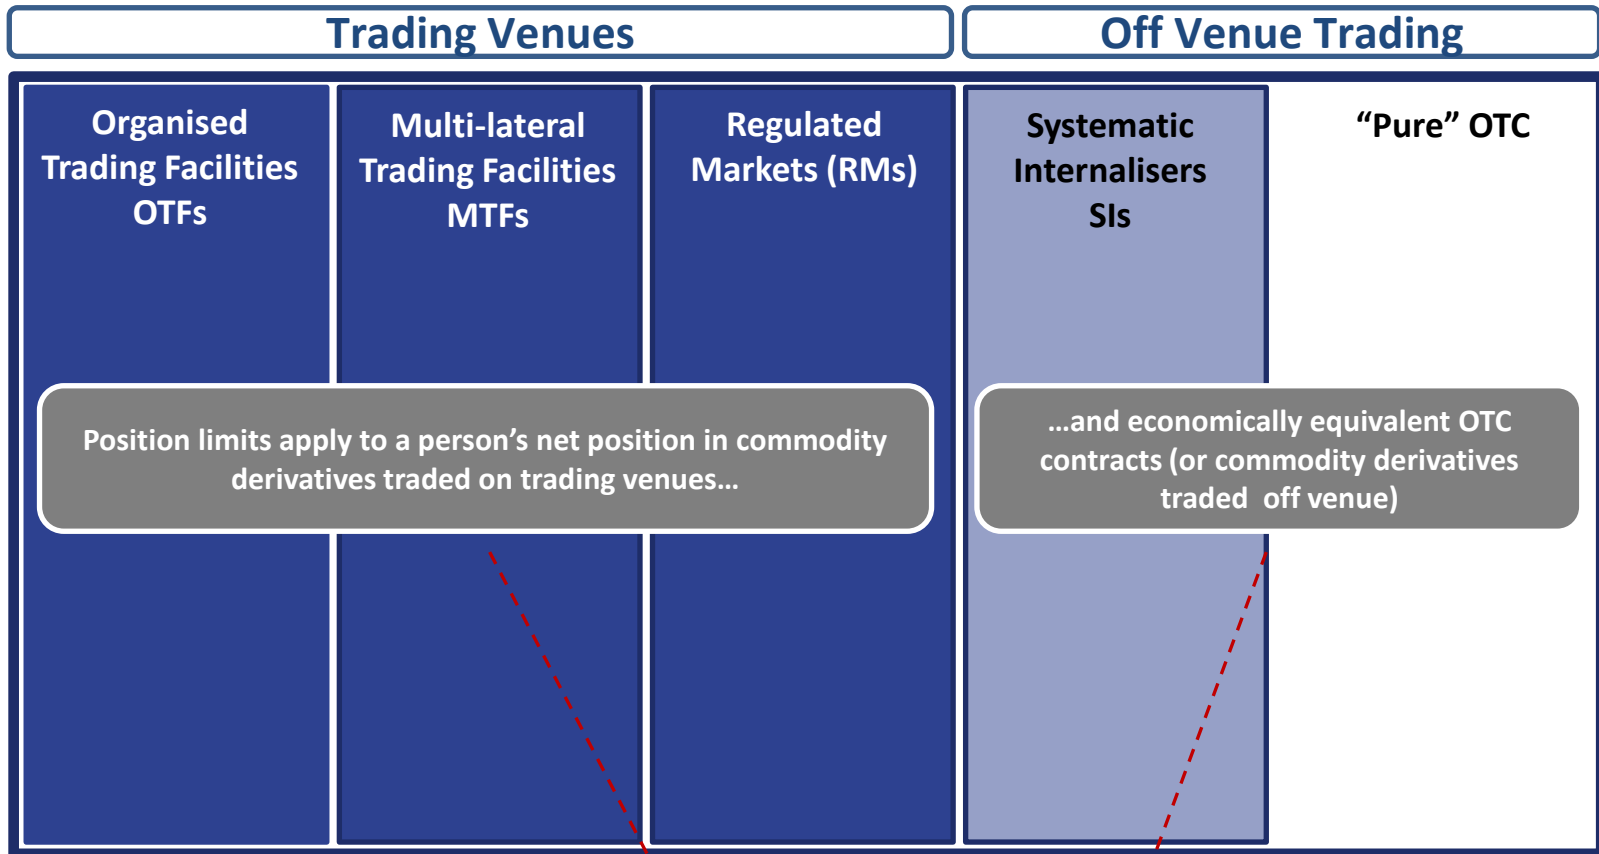 Trading Venues
Off Venue Trading
Organised
Trading Facilities
OTFs
Multi-lateral
Trading Facilities
MTFs
Regulated
Markets (RMs)
Systematic
Internalisers
SIs
“Pure” OTC
Position limits apply to a person’s net position in commodity
derivatives traded on trading venues…
…and economically equivalent OTC
contracts (or commodity derivatives
traded off venue)